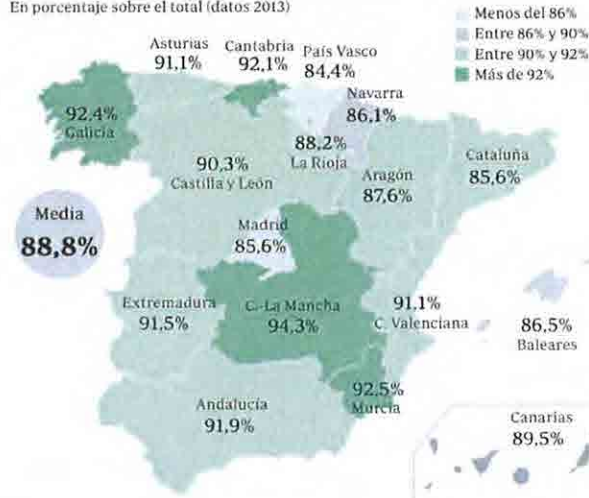 En porcentaje sobre el total (datos 2013)
Menos del 86%
Entre 86% y 90%
Entre 90% y 92%
Más de 92%
Asturias
91,1%
Cantabria
92,1%
País Vasco
84,4%
Navarra
86,1%
92,4%
Galicia
88,2%
La Rioja
90,3%
Castilla y León
Aragón
87,6%
Cataluña
85,6%
Media
88,8%
Madrid
85,6%
Extremadura
91,5%
C.-La Mancha
94,3%
91,1%
C. Valenciana
86,5%
Baleares
92,5%
Murcia
Andalucía
91,9%
Canarias
89,5%